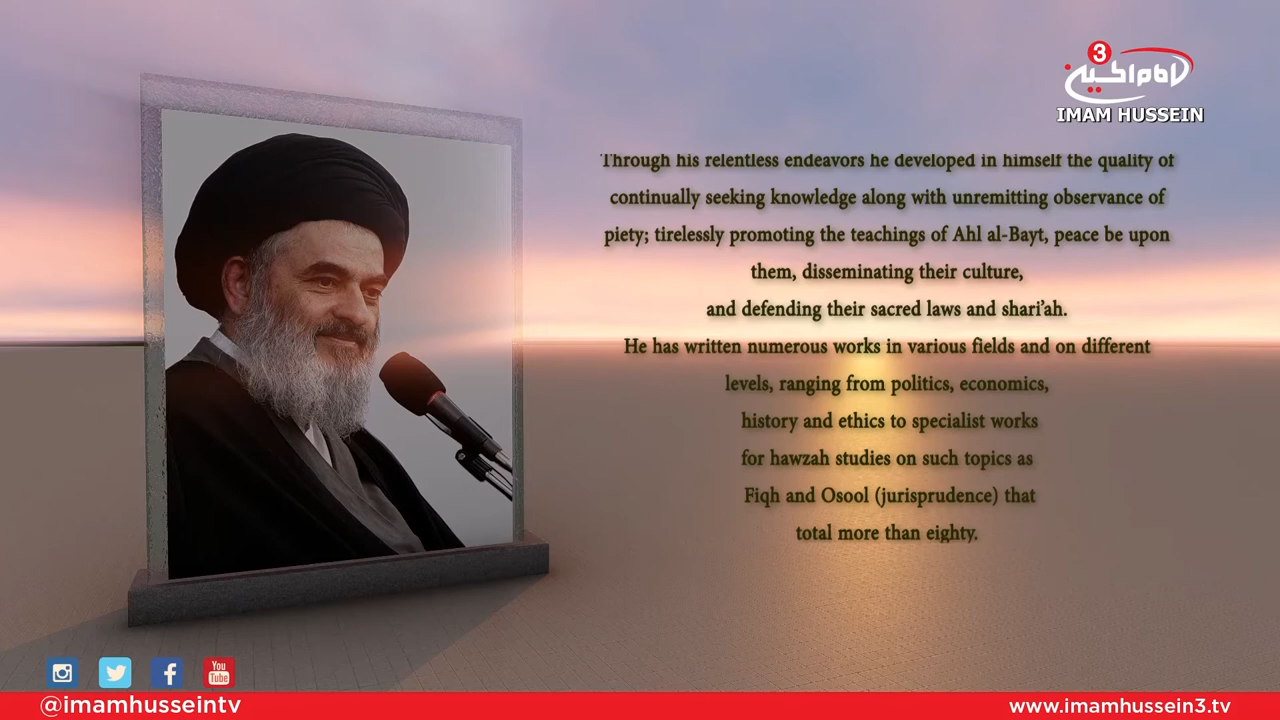 3
امام الحسين
IMAM HUSSEIN
Through his relentless endeavors he developed in himself the quality of
continually seeking knowledge along with unremitting observance of
piety; tirelessly promoting the teachings of Ahl al-Bayt, peace be upon
them, disseminating their culture,
and defending their sacred laws and shari’ah.
He has written numerous works in various fields and on different
levels, ranging from politics, economics,
history and ethics to specialist works
for hawzah studies on such topics as
Fiqh and Osool (jurisprudence) that
total more than eighty.
You
Tube
@imamhusseintv
www.imamhussein3.tv